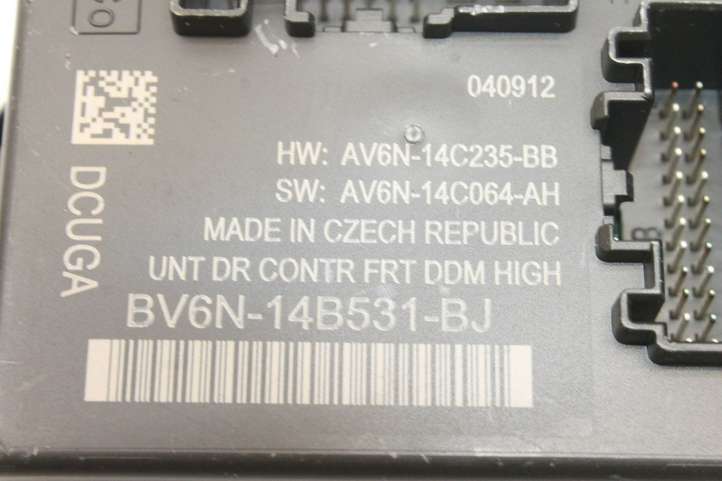 040912
HW: AV6N-14C235-BB
SW: AV6N-14C064-AH
MADE IN CZECH REPUBLIC
UNT DR CONTR FRT DDM HIGH
BV6N-14B531-BJ
DCUGA